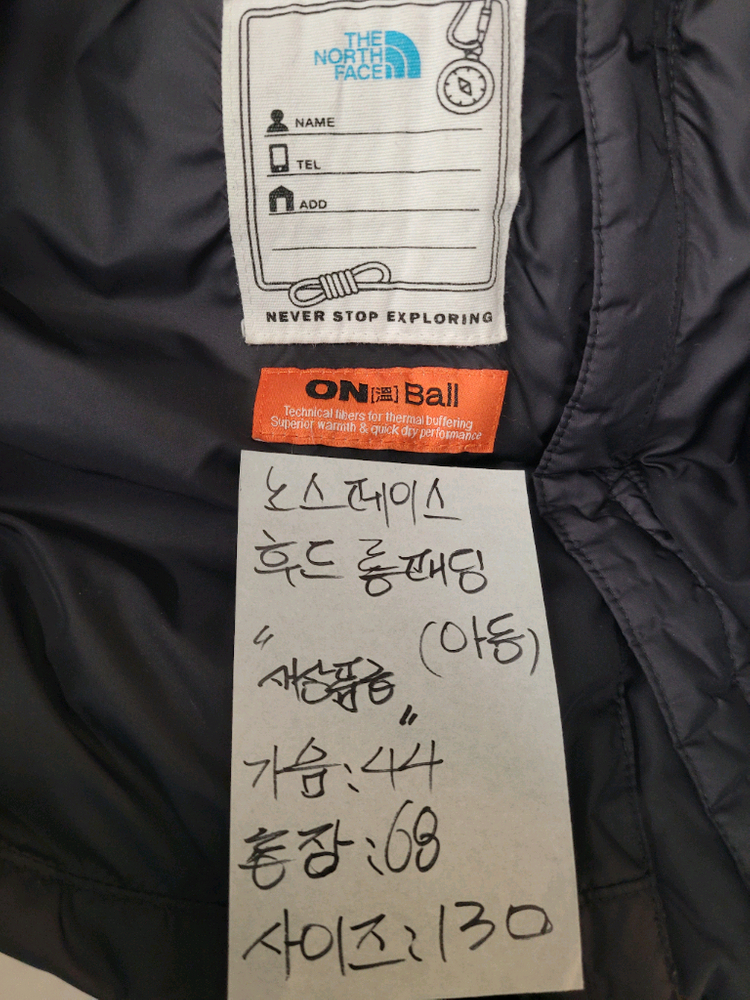 THE
NORTH
FACE
NAME
TEL
ADD
NEVER STOP EXPLORING
ON[溫]Ball
Technical fibers for thermal buffering
Superior warmth & quick dry performance
노스페이스
후드 롱패딩
(아동)
"새상품급"
가슴:44
총장:68
사이즈:130